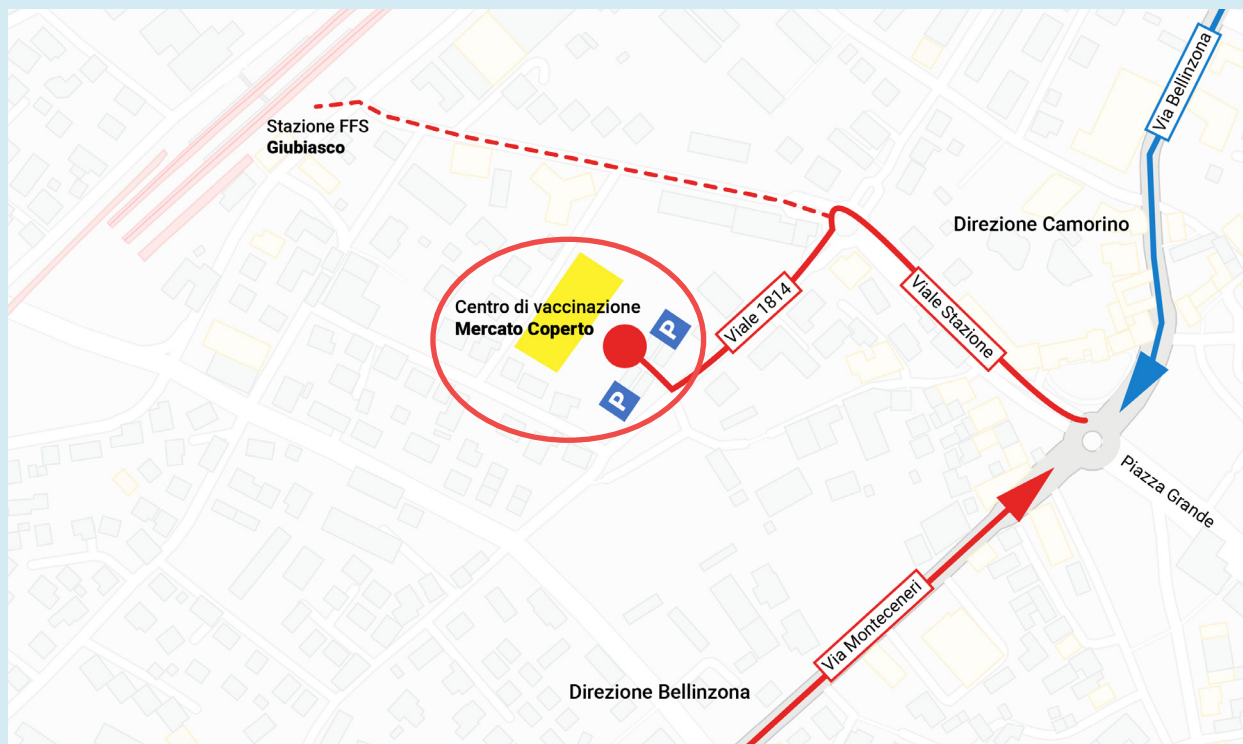 Via Bellinzona
Stazione FFS
Giubiasco
Direzione Camorino
Centro di vaccinazione
Mercato Coperto
P
P
Viale 1814
Viale Stazione
Piazza Grande
Via Monteceneri
Direzione Bellinzona